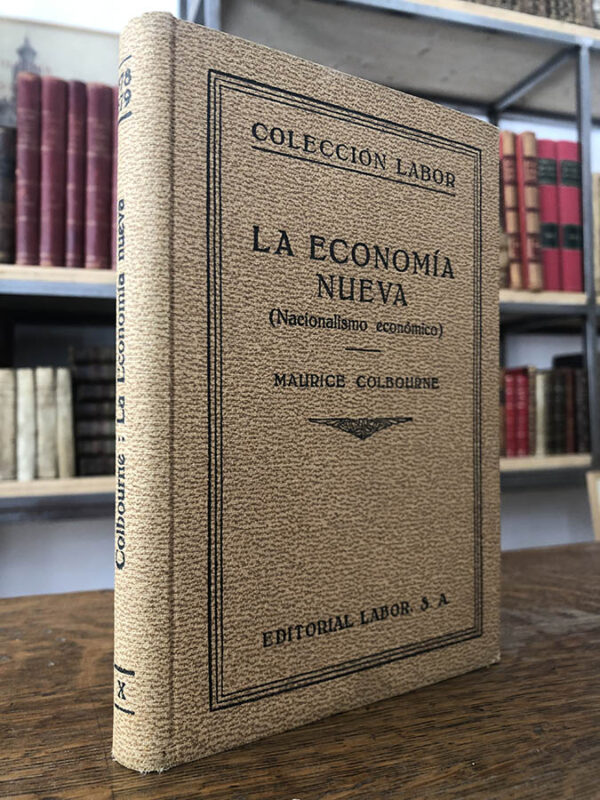 COLECCIÓN LABOR
LA ECONOMÍA
NUEVA
(Nacionalismo económico)
MAURICE COLBOURNE
EDITORIAL LABOR, S. A.
Colbourne : La Economía nueva
X